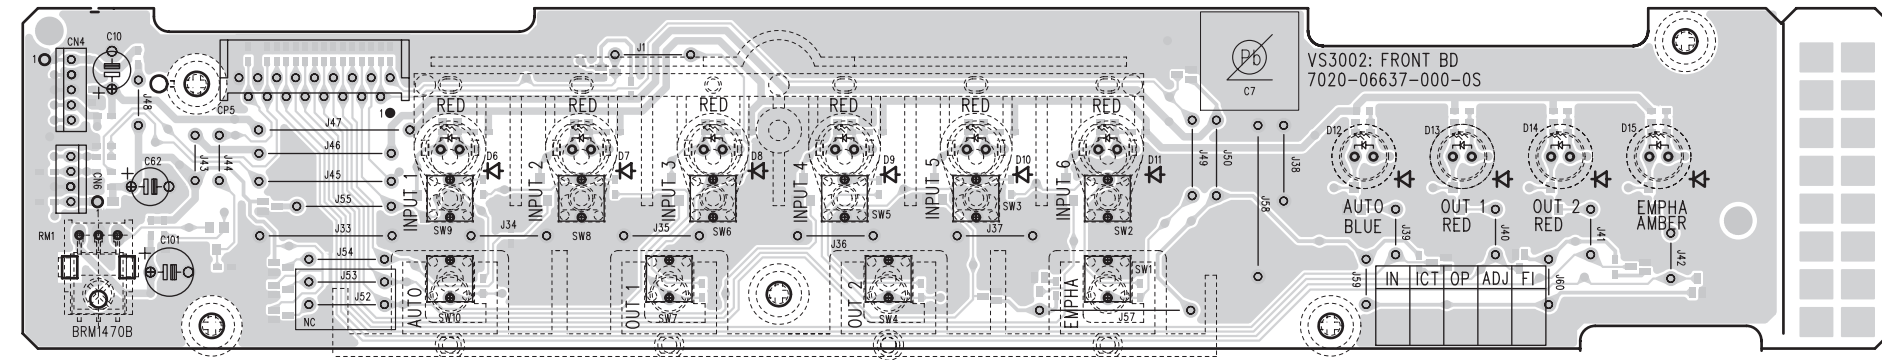 CN4
C10
1
J48
CP5
1
J1
Pb
C7
VS3002: FRONT BD
7020-06637-000-0S
RED
RED
RED
RED
RED
RED
J47
J46
J45
J55
J33
J54
J53
J52
NC
J43
J44
C62
CN6
RM1
C101
BRM1470B
D6
D7
D8
D9
D10
D11
INPUT 1
INPUT 2
INPUT 3
INPUT 4
INPUT 5
INPUT 6
SW9
SW8
SW6
SW5
SW3
SW2
J34
J35
J36
J37
J49
J50
J58
J38
AUTO
SW10
OUT 1
SW7
OUT 2
SW4
EMPHA
SW1
J57
D12
D13
D14
D15
AUTO
BLUE
OUT 1
RED
OUT 2
RED
EMPHA
AMBER
J39
J40
J41
J42
J59
J60
IN ICT OP ADJ FI